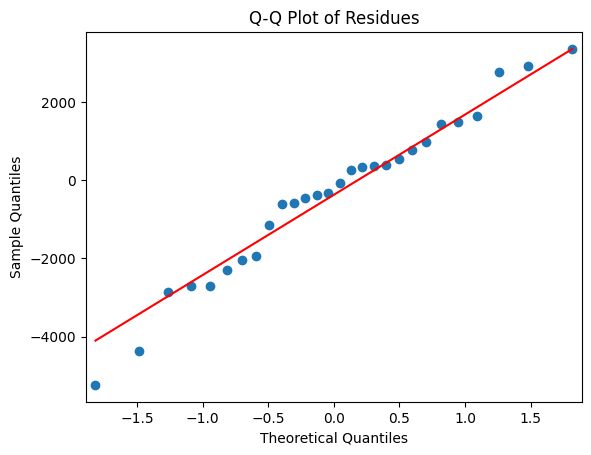 Q-Q Plot of Residues
2000
0
−2000
−4000
Sample Quantiles
−1.5 −1.0 −0.5 0.0 0.5 1.0 1.5
Theoretical Quantiles